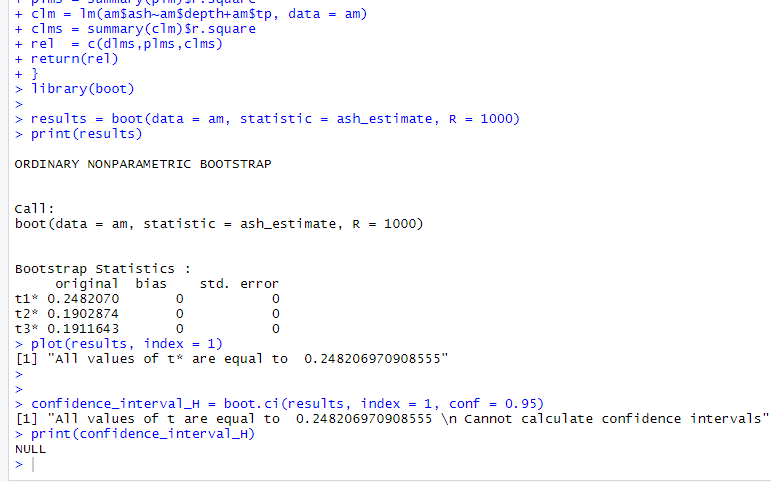 + plms = summary(plm)$r.square
+ clm = lm(am$ash~am$depth+am$tp, data = am)
+ clms = summary(clm)$r.square
+ rel  = c(dlms,plms,clms)
+ return(rel)
+ }
> library(boot)
>
> results = boot(data = am, statistic = ash_estimate, R = 1000)
> print(results)
ORDINARY NONPARAMETRIC BOOTSTRAP
Call:
boot(data = am, statistic = ash_estimate, R = 1000)
Bootstrap Statistics :
original  bias    std. error
t1* 0.2482070       0           0
t2* 0.1902874       0           0
t3* 0.1911643       0           0
> plot(results, index = 1)
[1] "All values of t* are equal to  0.248206970908555"
>
>
> confidence_interval_H = boot.ci(results, index = 1, conf = 0.95)
[1] "All values of t are equal to  0.248206970908555 \n Cannot calculate confidence intervals"
> print(confidence_interval_H)
NULL
>